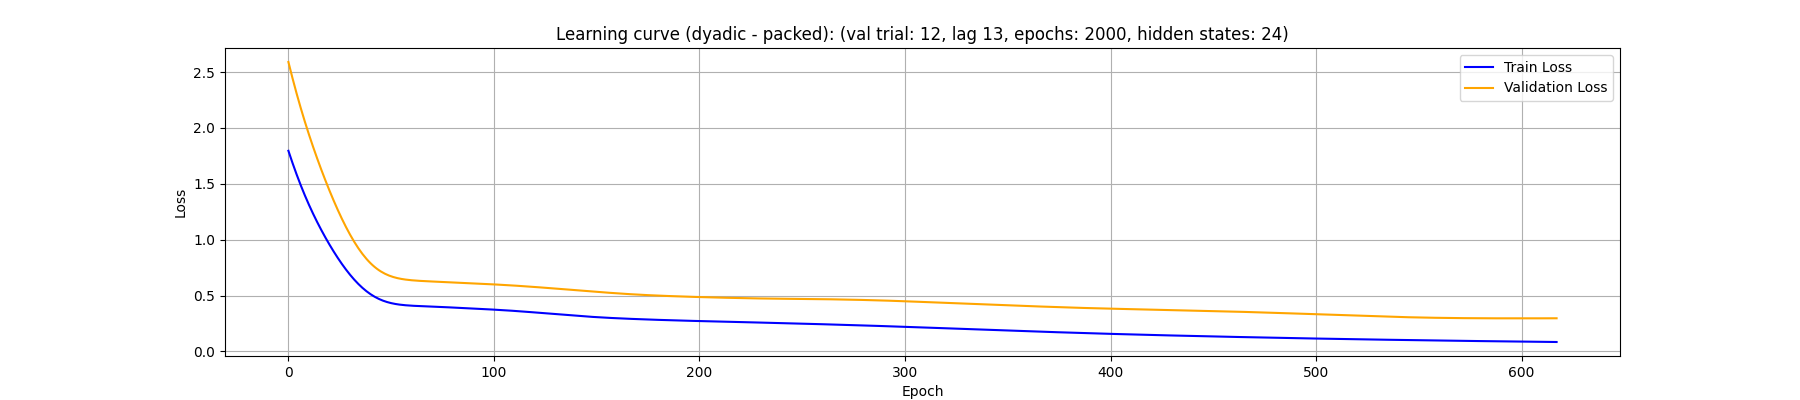 Learning curve (dyadic - packed): (val trial: 12, lag 13, epochs: 2000, hidden states: 24)
Train Loss
Validation Loss
2.5
2.0
1.5
1.0
0.5
0.0
Loss
0 100 200 300 400 500 600
Epoch